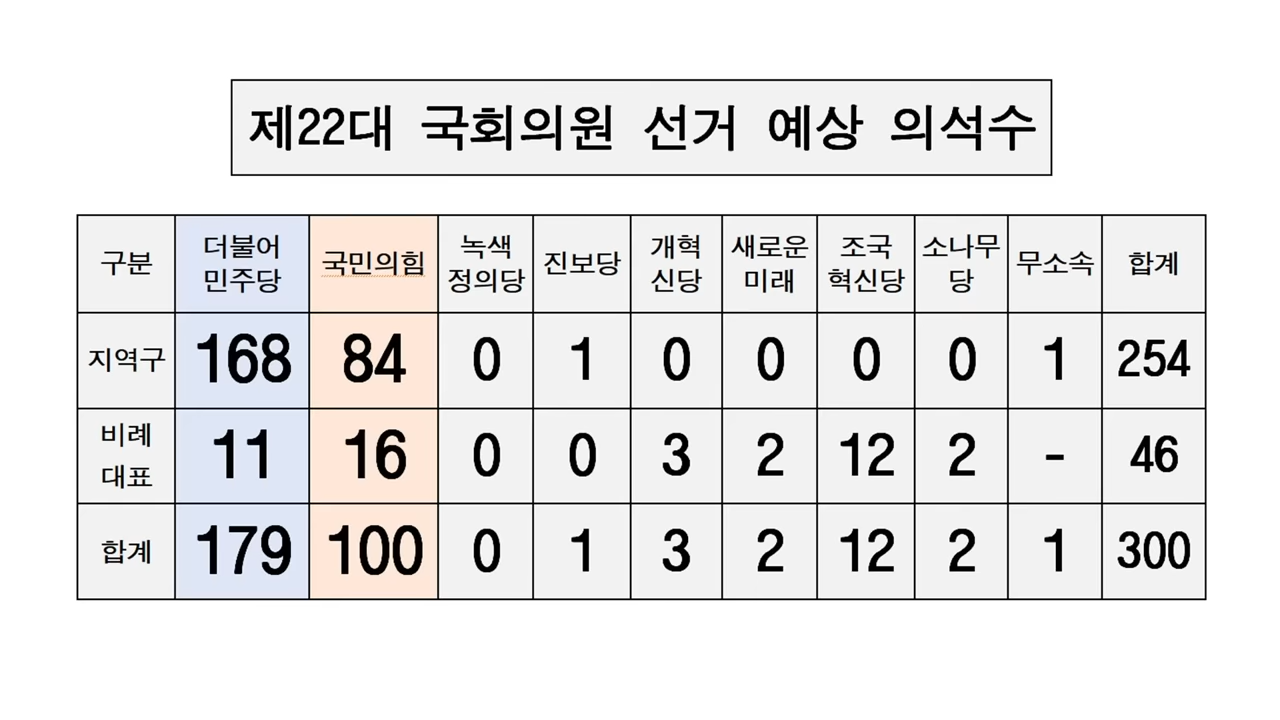 제22대 국회의원 선거 예상 의석수
구분 더불어 민주당 국민의힘 녹색 정의당 진보당 개혁 신당 새로운 미래 조국 혁신당 소나무 당 무소속 합계
지역구 168 84 0 1 0 0 0 0 1 254
비례 대표 11 16 0 0 3 2 12 2 - 46
합계 179 100 0 1 3 2 12 2 1 300